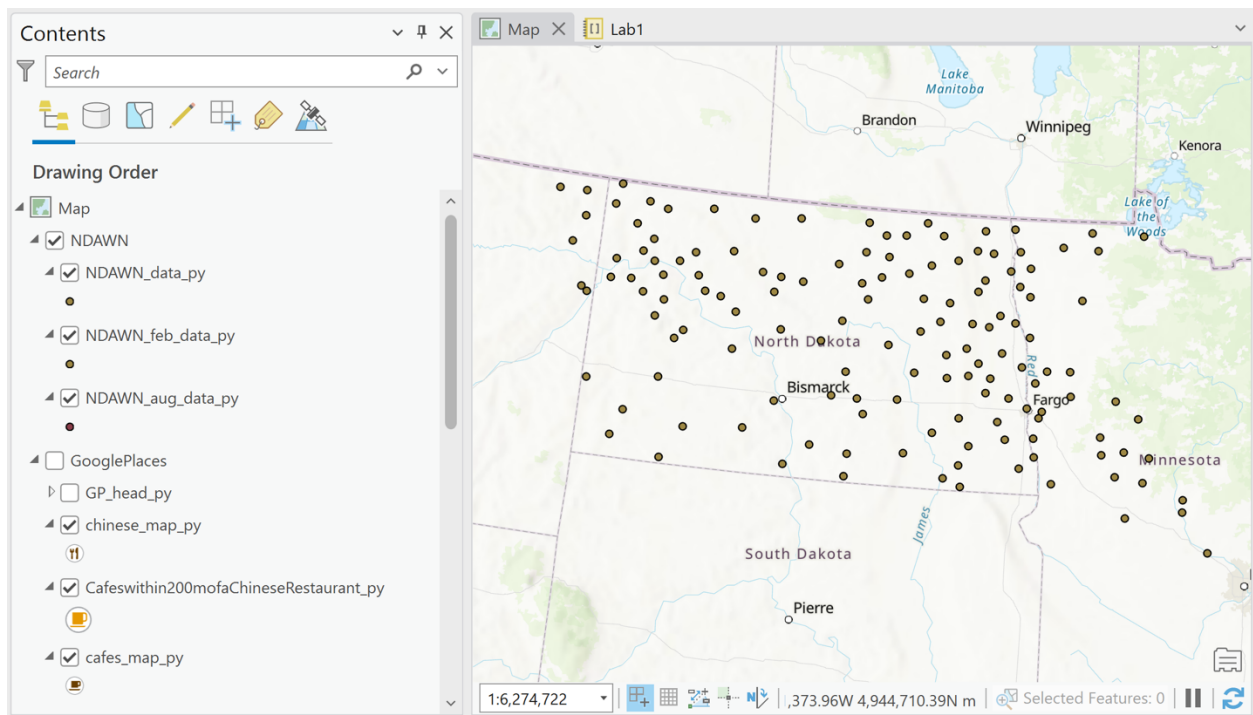 Contents
Search
Drawing Order
Map
NDAWN
NDAWN_data_py
NDAWN_feb_data_py
NDAWN_aug_data_py
GooglePlaces
GP_head_py
chinese_map_py
Cafeswithin200mofaChineseRestaurant_py
cafes_map_py
Map
Lab1
Lake
Manitoba
Brandon
Winnipeg
Kenora
Lake of
the
Woods
North Dakota
Bismarck
Red
Fargo
Minnesota
James
South Dakota
Pierre
1:6,274,722
N
,373.96W 4,944,710.39N m
Selected Features: 0